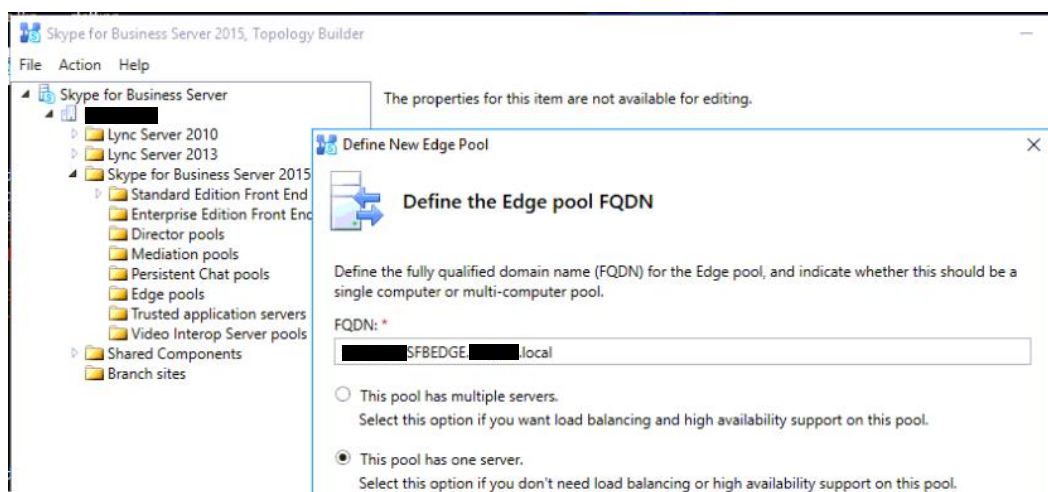 Skype for Business Server 2015, Topology Builder
File Action Help
Skype for Business Server
Lync Server 2010
Lync Server 2013
Skype for Business Server 2015
Standard Edition Front End
Enterprise Edition Front End
Director pools
Mediation pools
Persistent Chat pools
Edge pools
Trusted application servers
Video Interop Server pools
Shared Components
Branch sites
The properties for this item are not available for editing.
Define New Edge Pool
Define the Edge pool FQDN
Define the fully qualified domain name (FQDN) for the Edge pool, and indicate whether this should be a
single computer or multi-computer pool.
FQDN: *
SFBEDGE. .local
This pool has multiple servers.
Select this option if you want load balancing and high availability support on this pool.
This pool has one server.
Select this option if you don't need load balancing or high availability support on this pool.